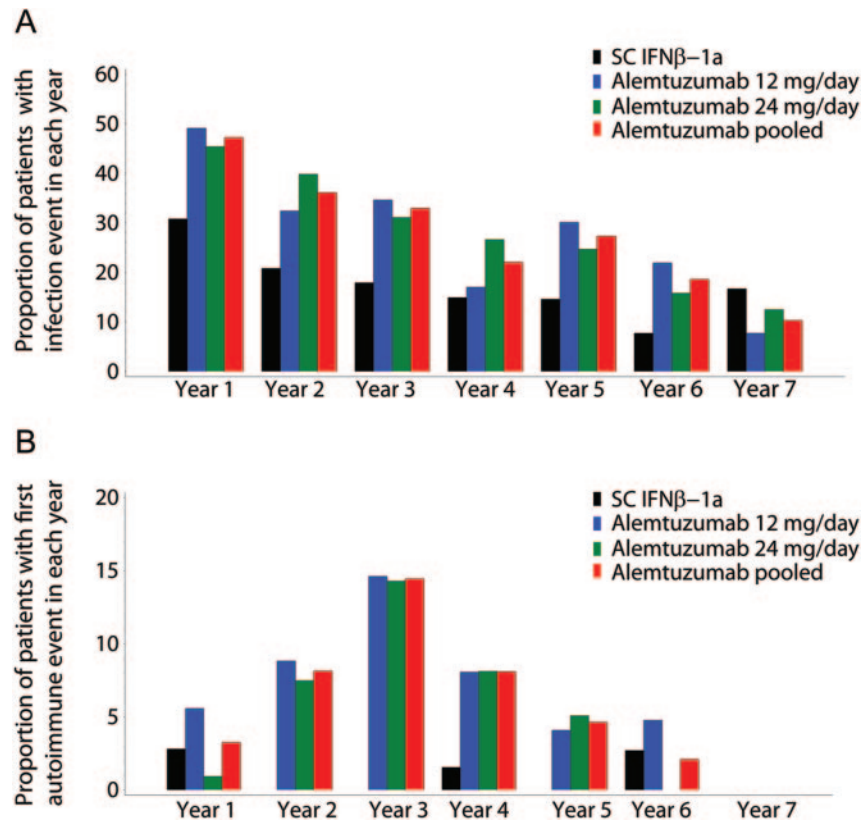 A
Proportion of patients with
infection event in each year
SC IFNβ–1a
Alemtuzumab 12 mg/day
Alemtuzumab 24 mg/day
Alemtuzumab pooled
60
50
40
30
20
10
0
Year 1 Year 2 Year 3 Year 4 Year 5 Year 6 Year 7
B
Proportion of patients with first
autoimmune event in each year
SC IFNβ–1a
Alemtuzumab 12 mg/day
Alemtuzumab 24 mg/day
Alemtuzumab pooled
20
15
10
5
0
Year 1 Year 2 Year 3 Year 4 Year 5 Year 6 Year 7